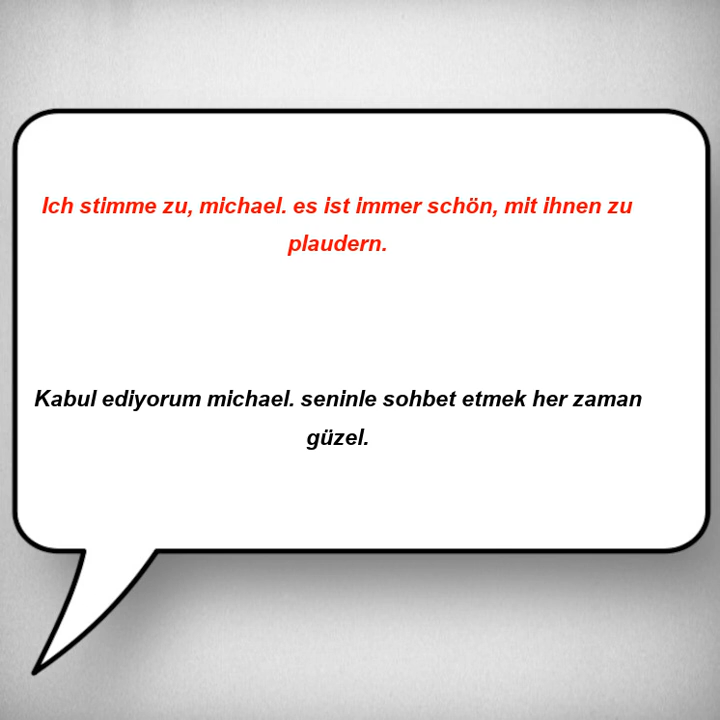 Ich stimme zu, michael. es ist immer schön, mit ihnen zu
plaudern.
Kabul ediyorum michael. seninle sohbet etmek her zaman
güzel.